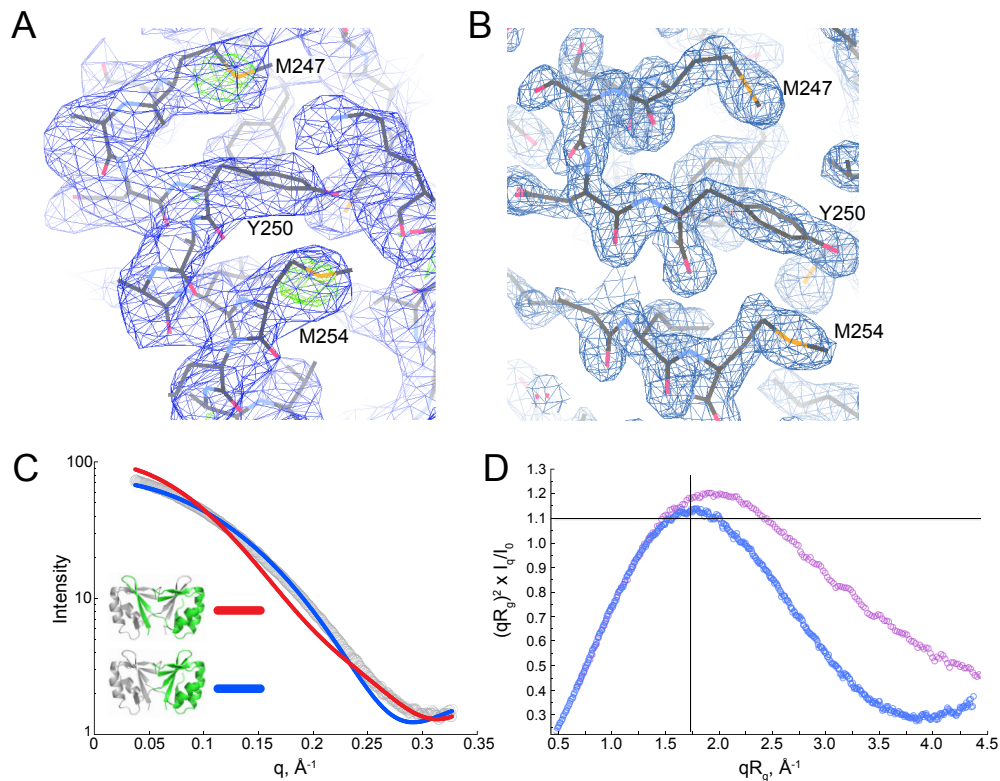 A
B
M247
Y250
M254
M247
Y250
M254
C
Intensity
100
10
1
0
0.05
0.1
0.15
0.2
0.25
0.3
0.35
q, Å-1
D
(qRg)2 x Iq/I0
1.3
1.2
1.1
1.0
0.9
0.8
0.7
0.6
0.5
0.4
0.3
0.5
1.0
1.5
2.0
2.5
3.0
3.5
4.0
4.5
qRg, Å-1